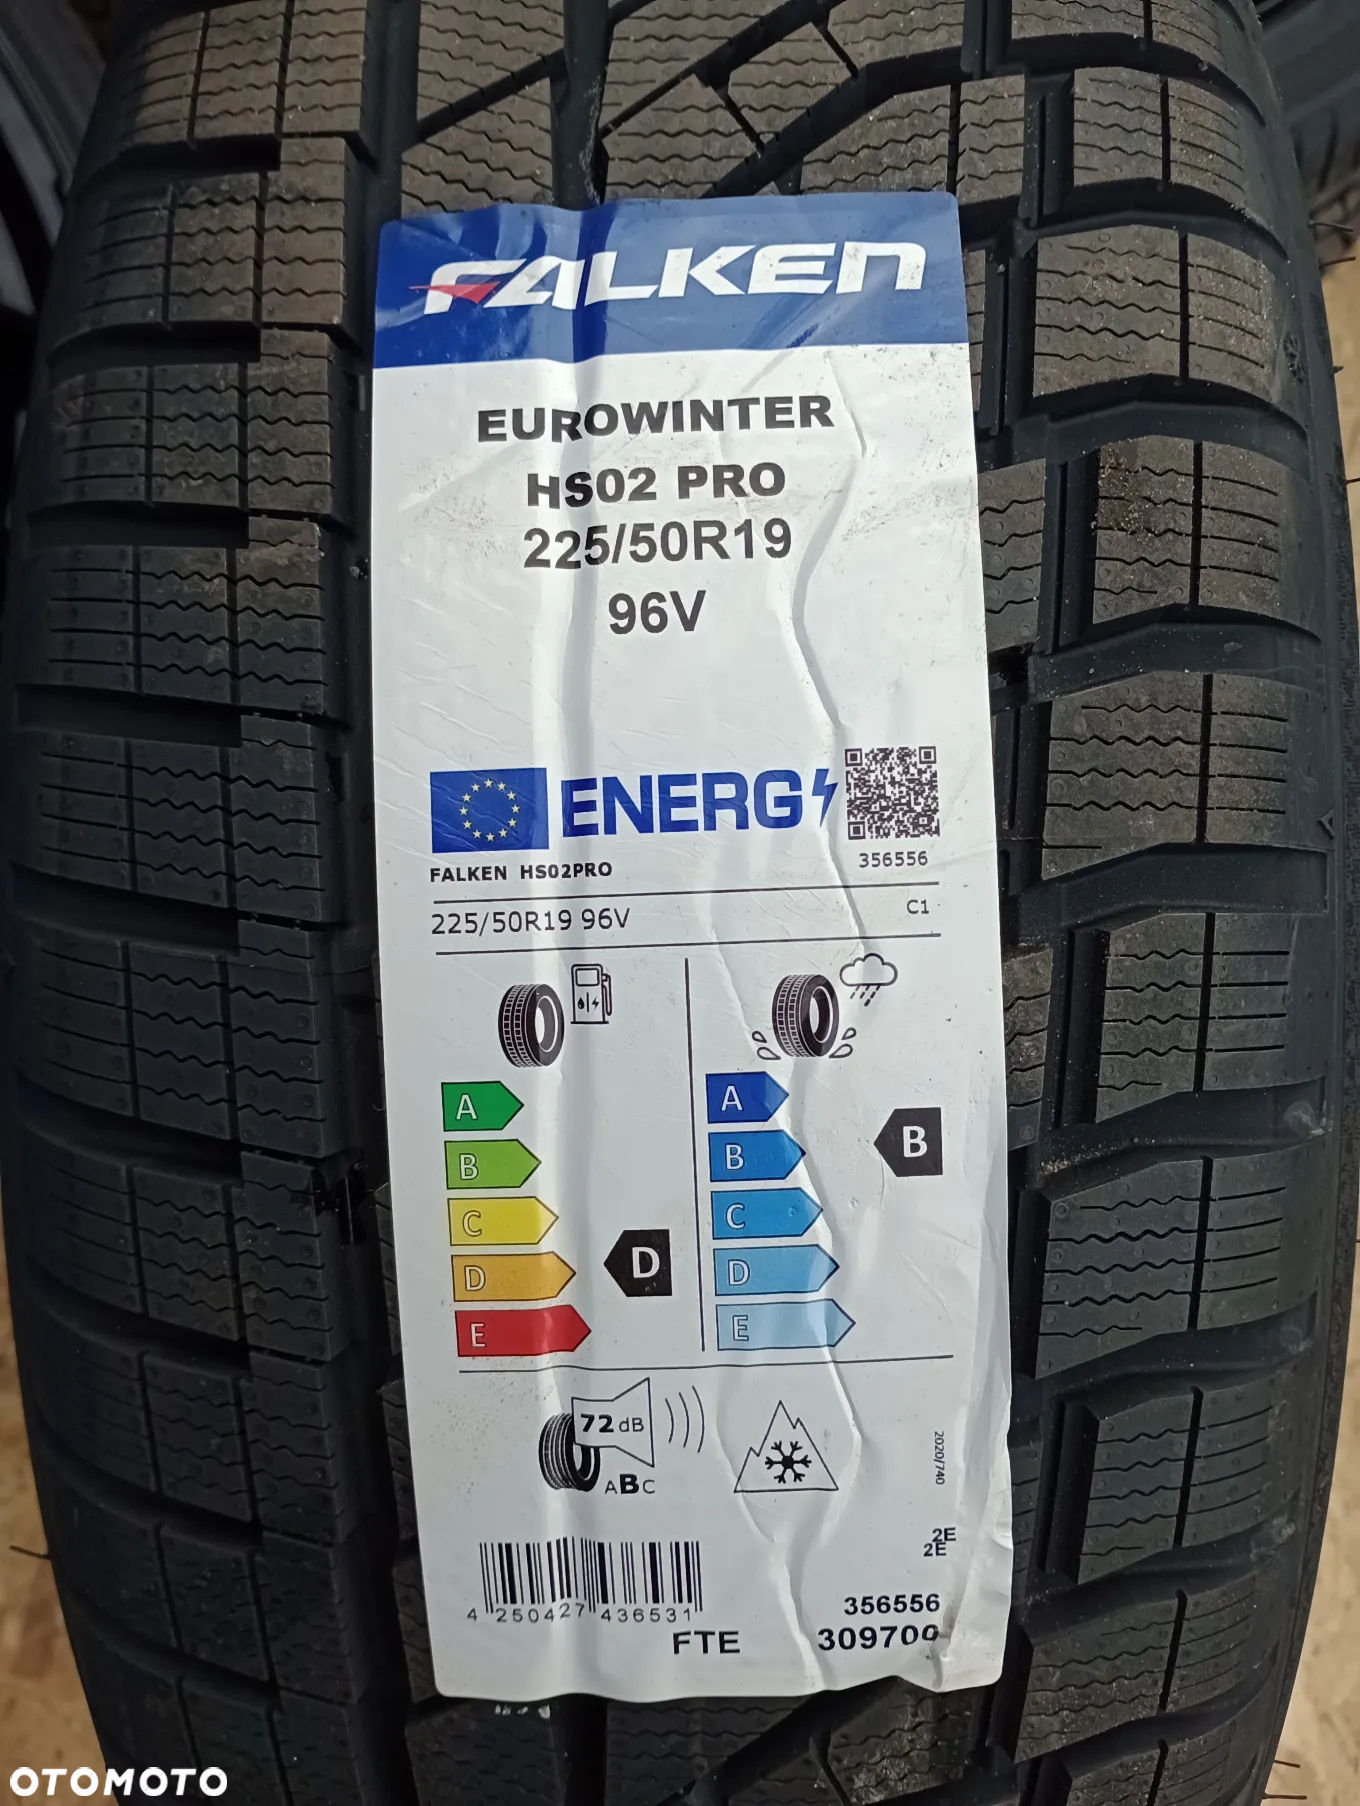 FALKEN
EUROWINTER
HS02 PRO
225/50R19
96V
ENERG
356556
FALKEN HS02PRO
225/50R19 96V C1
A
B
C
D
E
D
A
B
C
D
E
B
72 dB
ABC
2020/740
2E
2E
4 250427 436531
356556
FTE
OTOMOTO